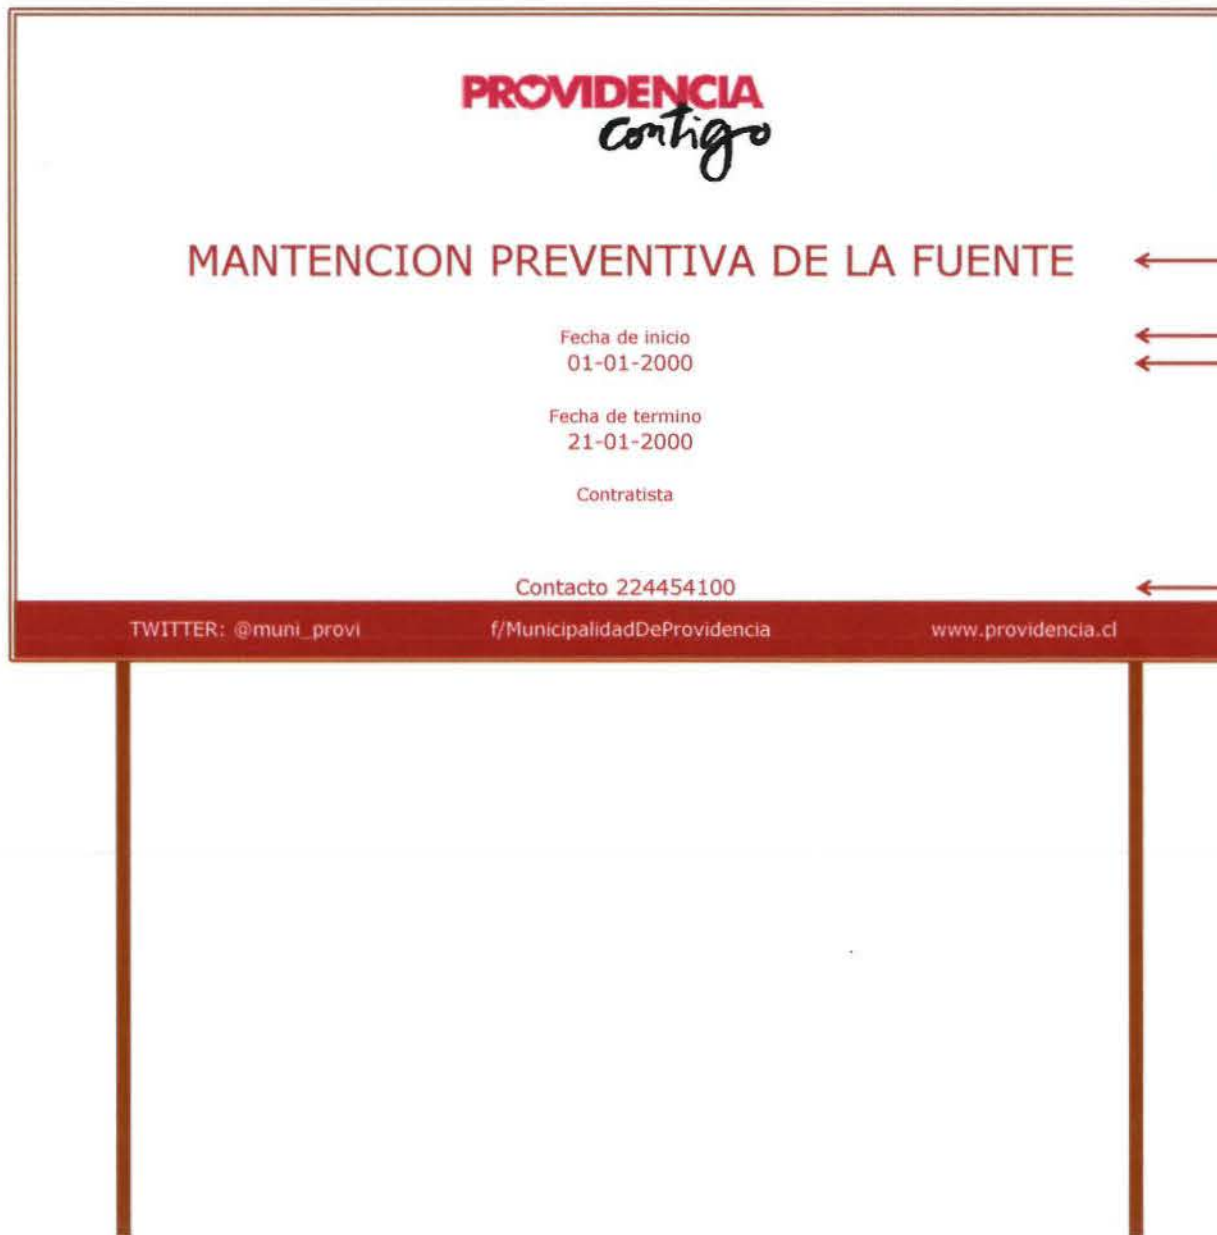 PROVIDENCIA
contigo
MANTENCION PREVENTIVA DE LA FUENTE
Fecha de inicio
01-01-2000
Fecha de termino
21-01-2000
Contratista
Contacto 224454100
TWITTER: @muni_provi f/MunicipalidadDeProvidencia www.providencia.cl